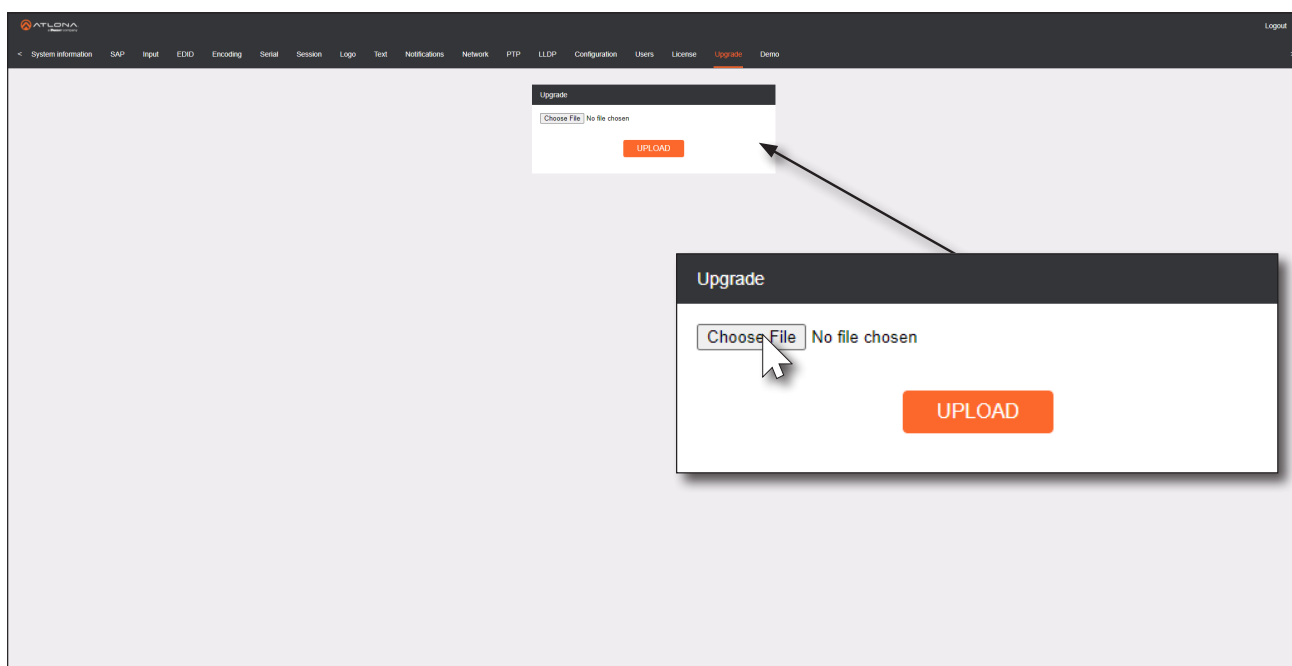 ATLONA
Logout
< System information SAP Input EDID Encoding Serial Session Logo Text Notifications Network PTP LLDP Configuration Users License Upgrade Demo
Upgrade
Choose File No file chosen
UPLOAD
Upgrade
Choose File No file chosen
UPLOAD